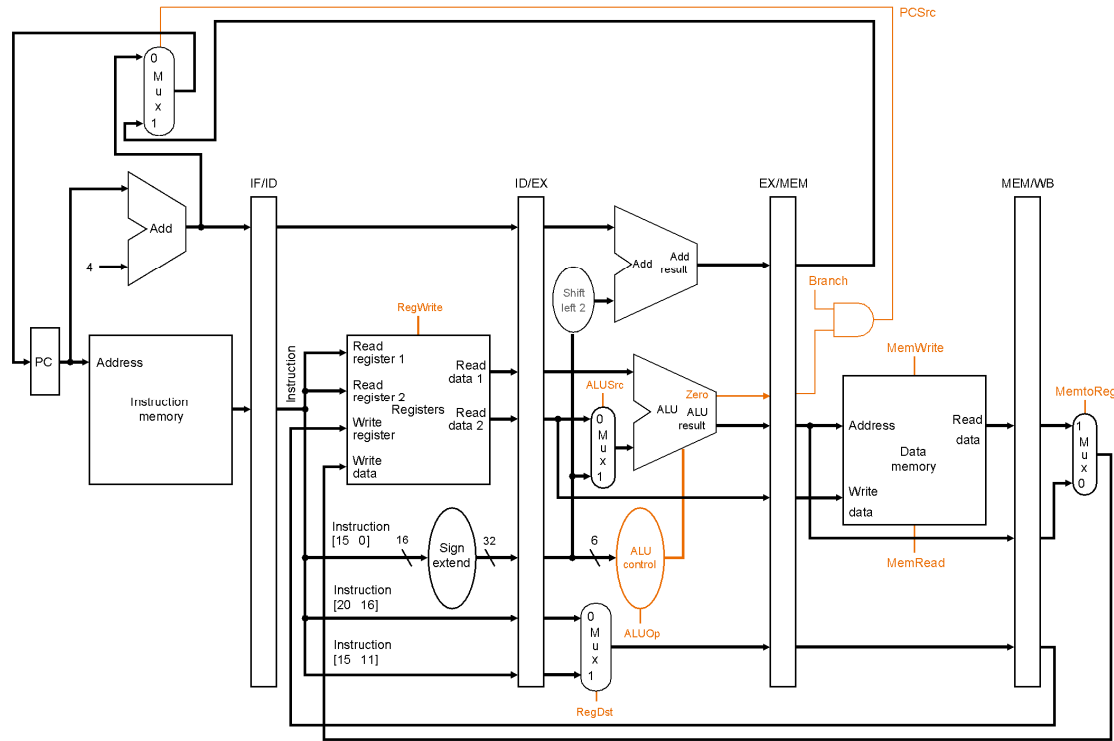 PCSrc
0
M
u
x
1
IF/ID
ID/EX
EX/MEM
MEM/WB
Add
4
Add
Add
result
Shift
left 2
Branch
RegWrite
MemWrite
PC
Address
Instruction
memory
Instruction
Read
register 1
Read
register 2
Write
register
Write
data
Registers
Read
data 1
Read
data 2
ALUSrc
0
M
u
x
1
Zero
ALU
ALU
result
Address
Write
data
Data
memory
Read
data
MemRead
MemtoReg
1
M
u
x
0
Instruction
[15 0]
16
Sign
extend
32
6
ALU
control
ALUOp
Instruction
[20 16]
Instruction
[15 11]
0
M
u
x
1
RegDst